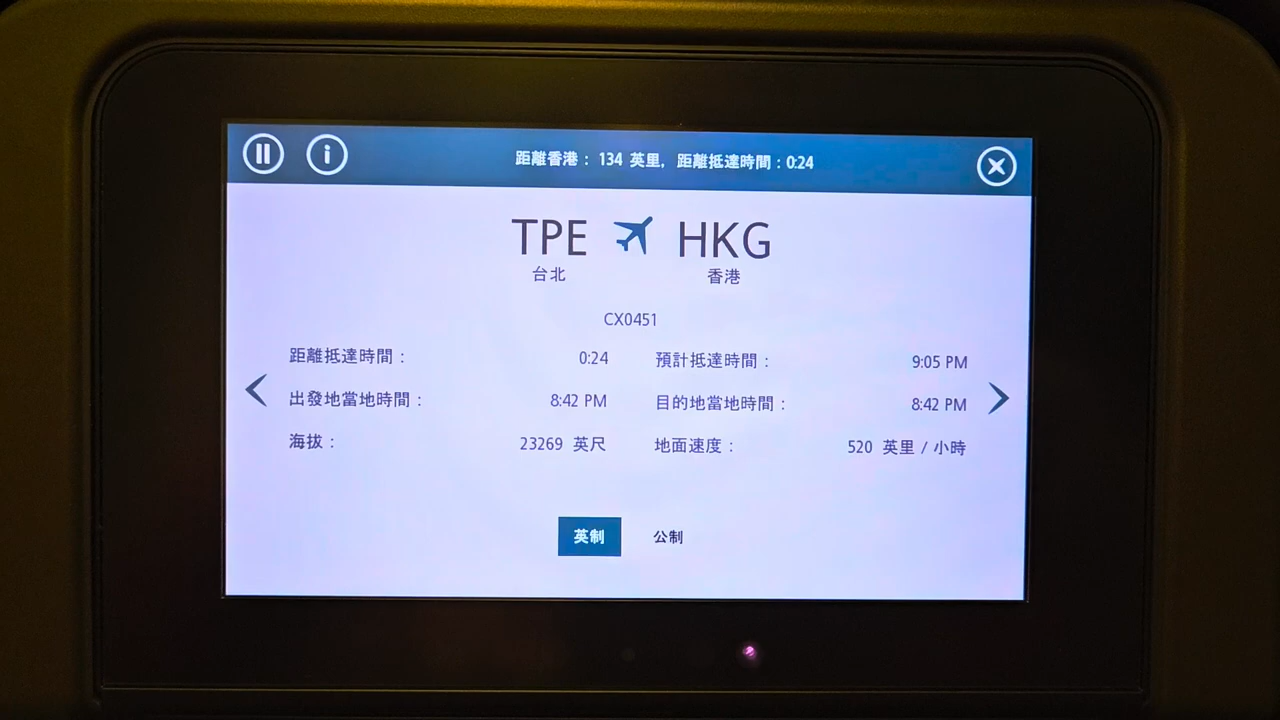 距離香港： 134 英里，距離抵達時間：0:24
TPE HKG
台北 香港
CX0451
距離抵達時間： 0:24 預計抵達時間： 9:05 PM
出發地當地時間： 8:42 PM 目的地當地時間： 8:42 PM
海拔： 23269 英尺 地面速度： 520 英里 / 小時
英制 公制